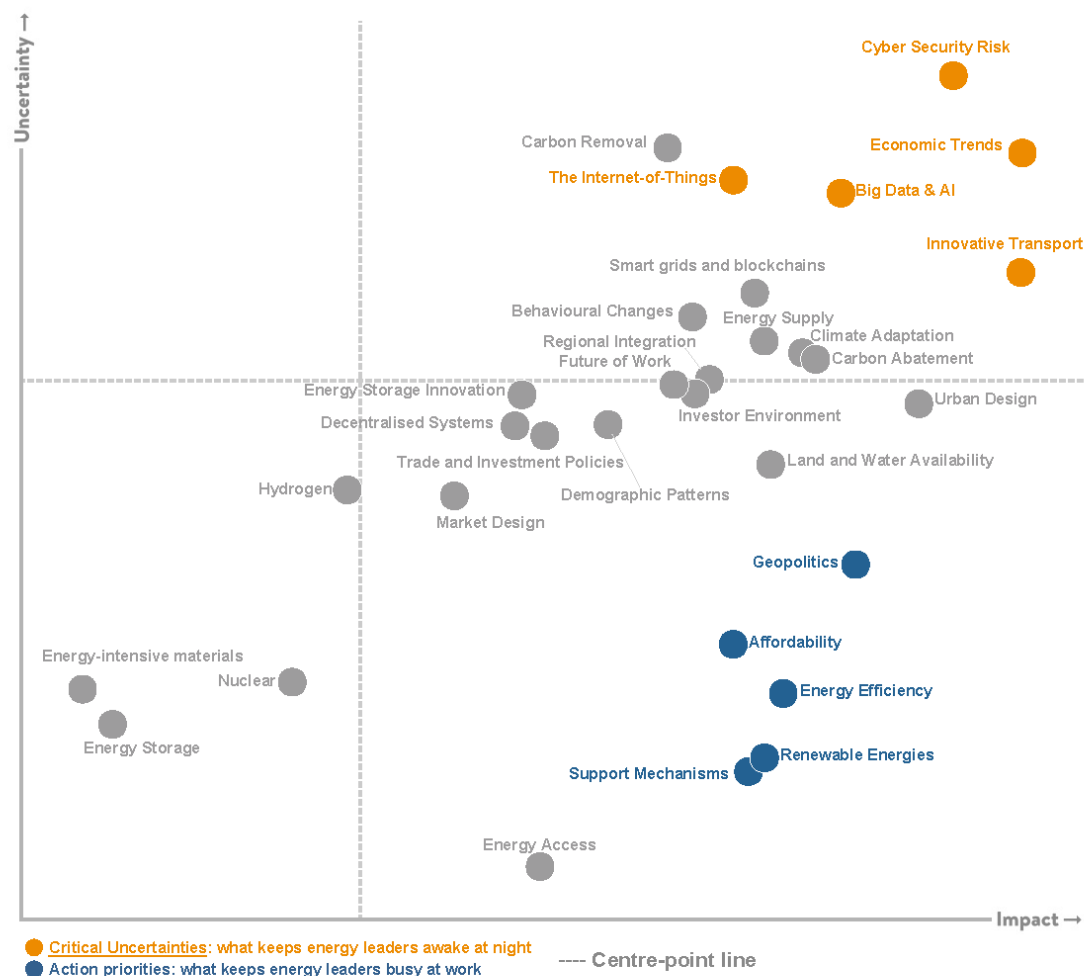 Uncertainty →
Cyber Security Risk
Carbon Removal
Economic Trends
The Internet-of-Things
Big Data & AI
Innovative Transport
Smart grids and blockchains
Behavioural Changes
Energy Supply
Climate Adaptation
Regional Integration
Future of Work
Carbon Abatement
Energy Storage Innovation
Urban Design
Investor Environment
Decentralised Systems
Trade and Investment Policies
Land and Water Availability
Hydrogen
Demographic Patterns
Market Design
Geopolitics
Affordability
Energy-intensive materials
Nuclear
Energy Efficiency
Energy Storage
Renewable Energies
Support Mechanisms
Energy Access
Impact →
Critical Uncertainties: what keeps energy leaders awake at night
Action priorities: what keeps energy leaders busy at work
---- Centre-point line